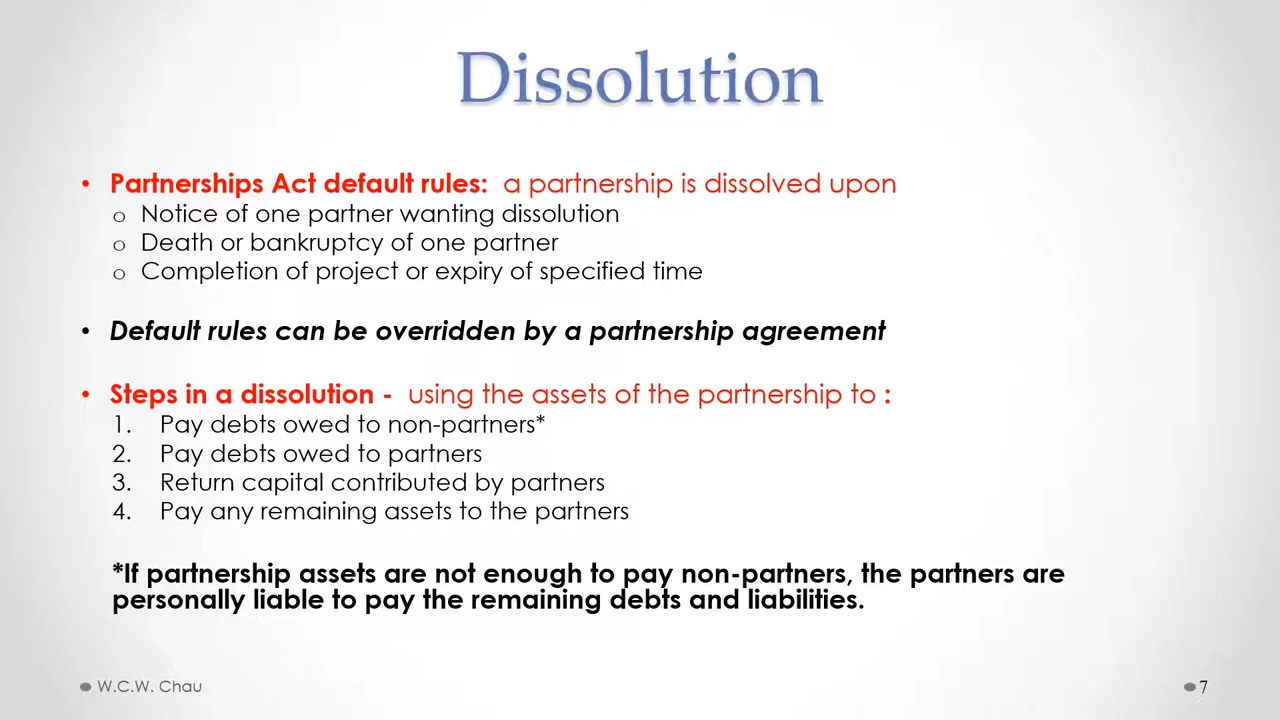 Dissolution
• Partnerships Act default rules: a partnership is dissolved upon
o Notice of one partner wanting dissolution
o Death or bankruptcy of one partner
o Completion of project or expiry of specified time
• Default rules can be overridden by a partnership agreement
• Steps in a dissolution - using the assets of the partnership to :
1. Pay debts owed to non-partners*
2. Pay debts owed to partners
3. Return capital contributed by partners
4. Pay any remaining assets to the partners
*If partnership assets are not enough to pay non-partners, the partners are
personally liable to pay the remaining debts and liabilities.
W.C.W. Chau
7